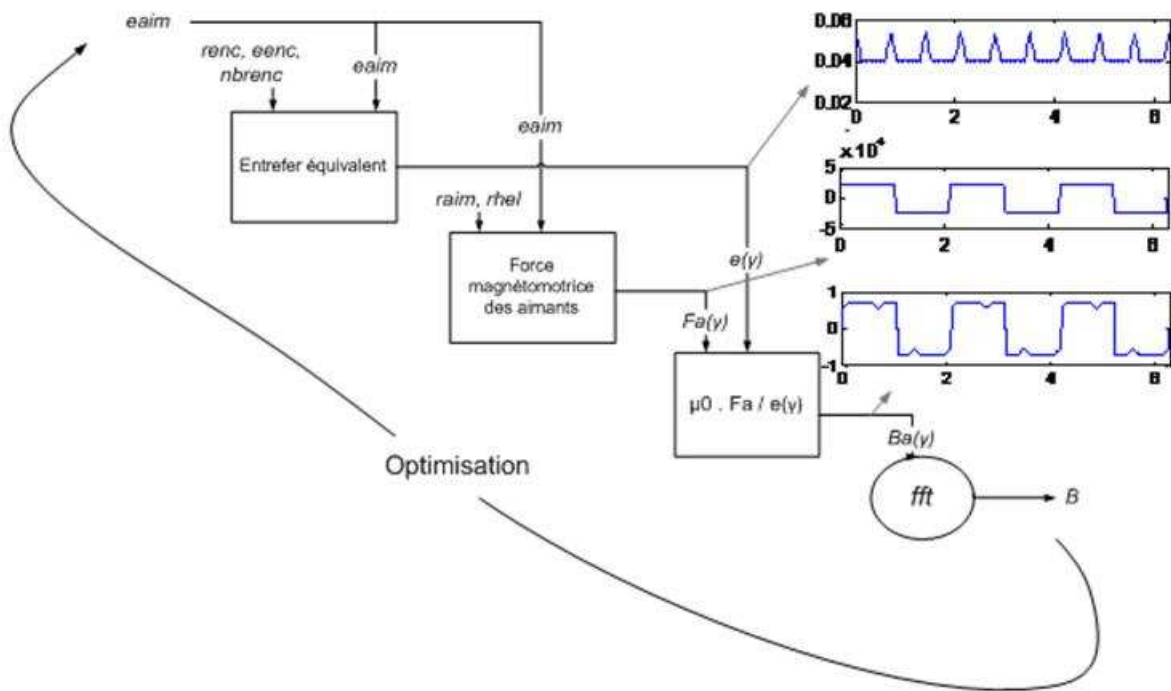 eaim
renc, eenc,
nbrenc
eaim
eaim
Entrefer équivalent
raim, rhel
Force
magnétomotrice
des aimants
e(γ)
Fa(γ)
µ0 . Fa / e(γ)
Ba(γ)
fft
B
Optimisation
0.06
0.04
0.02
0 2 4 6
x 10⁴
5
0
-5
0 2 4 6
1
0
-1
0 2 4 6